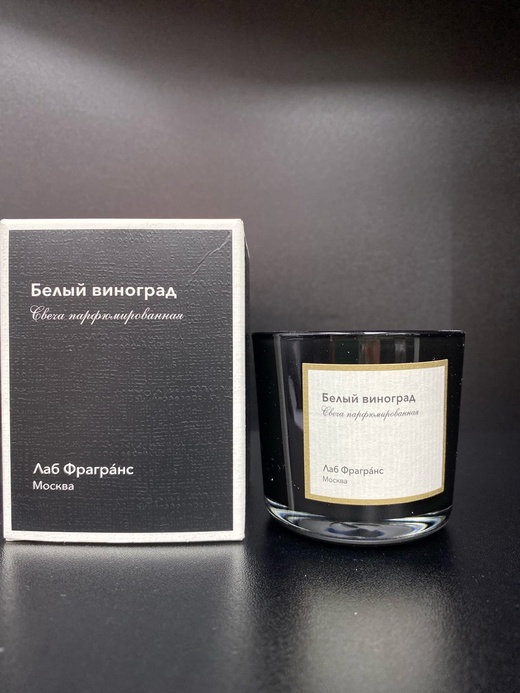 Белый виноград
Свеча парфюмированная
Лаб Фрагра́нс
Москва
Белый виноград
Свеча парфюмированная
Лаб Фрагра́нс
Москва